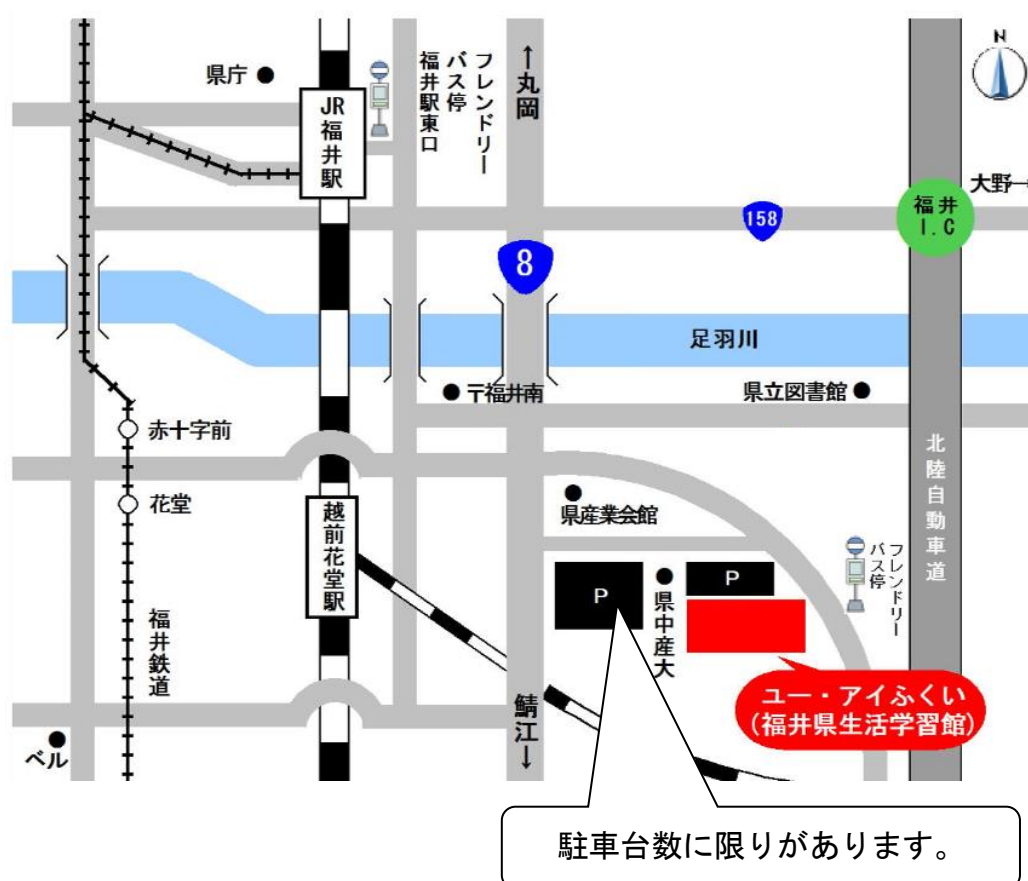 県庁
JR福井駅
フレンドリー
バス停
福井駅東口
↑丸岡
N
大野→
福井
I.C
158
8
足羽川
〒福井南
県立図書館
赤十字前
花堂
越前花堂駅
県産業会館
北陸自動車道
フレンドリー
バス停
P
P
県中産大
福井鉄道
ユー・アイふくい
(福井県生活学習館)
鯖江↓
ベル
駐車台数に限りがあります。